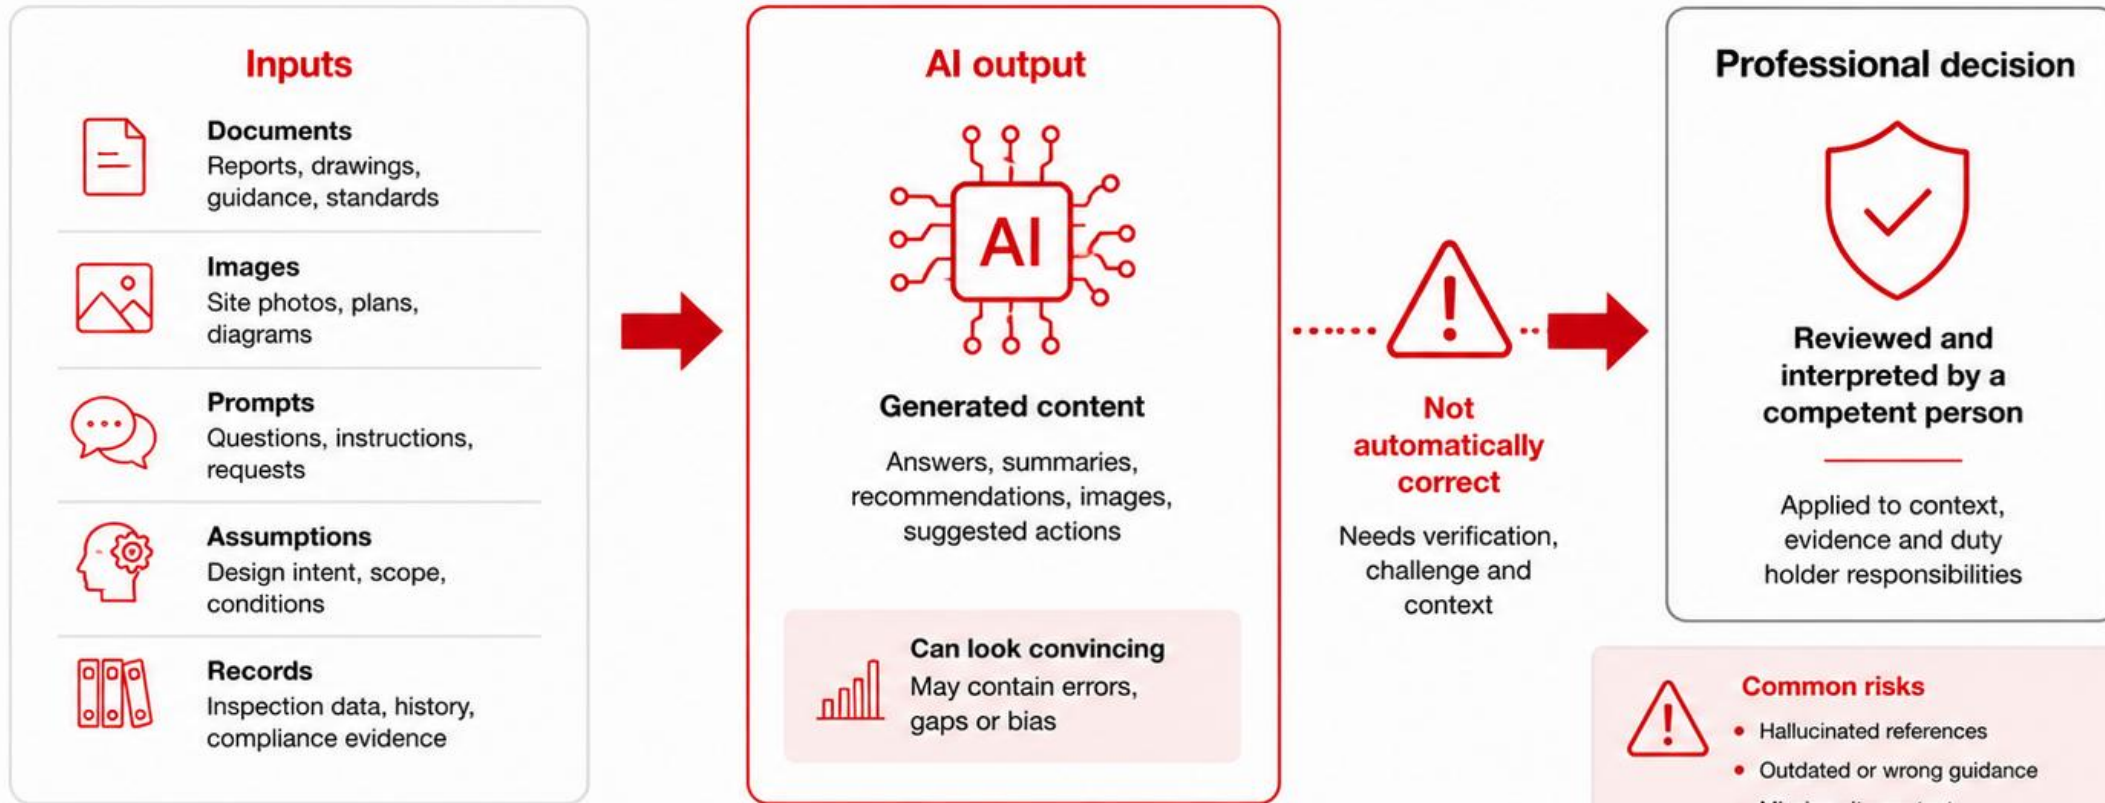 Inputs
Documents
Reports, drawings,
guidance, standards
Images
Site photos, plans,
diagrams
Prompts
Questions, instructions,
requests
Assumptions
Design intent, scope,
conditions
Records
Inspection data, history,
compliance evidence
AI output
AI
Generated content
Answers, summaries,
recommendations, images,
suggested actions
Can look convincing
May contain errors,
gaps or bias
Not
automatically
correct
Needs verification,
challenge and
context
Professional decision
Reviewed and
interpreted by a
competent person
Applied to context,
evidence and duty
holder responsibilities
Common risks
Hallucinated references
Outdated or wrong guidance